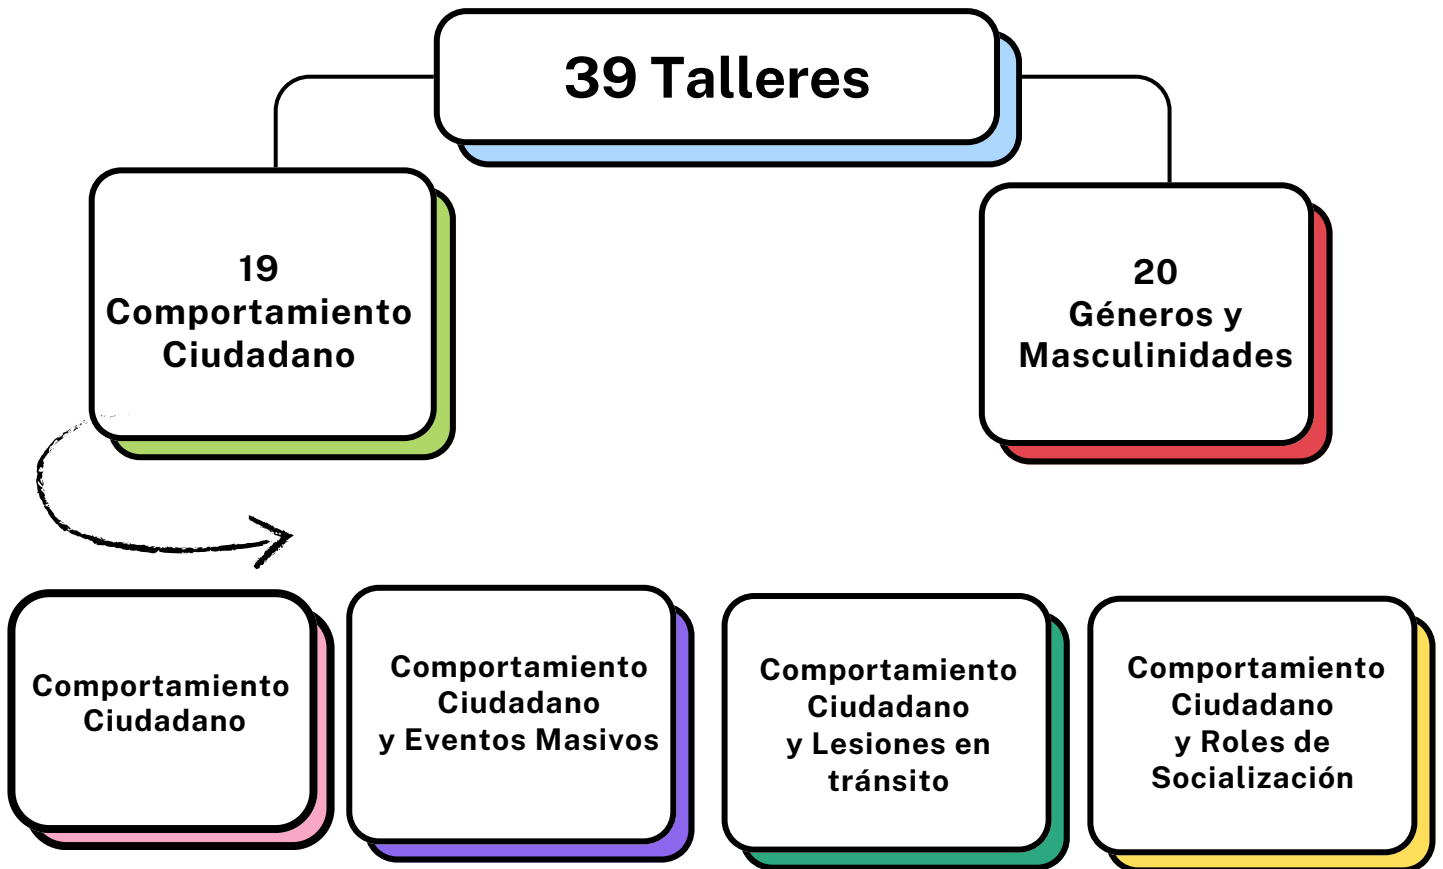 39 Talleres
19
Comportamiento
Ciudadano
20
Géneros y
Masculinidades
Comportamiento
Ciudadano
Comportamiento
Ciudadano
y Eventos Masivos
Comportamiento
Ciudadano
y Lesiones en
tránsito
Comportamiento
Ciudadano
y Roles de
Socialización